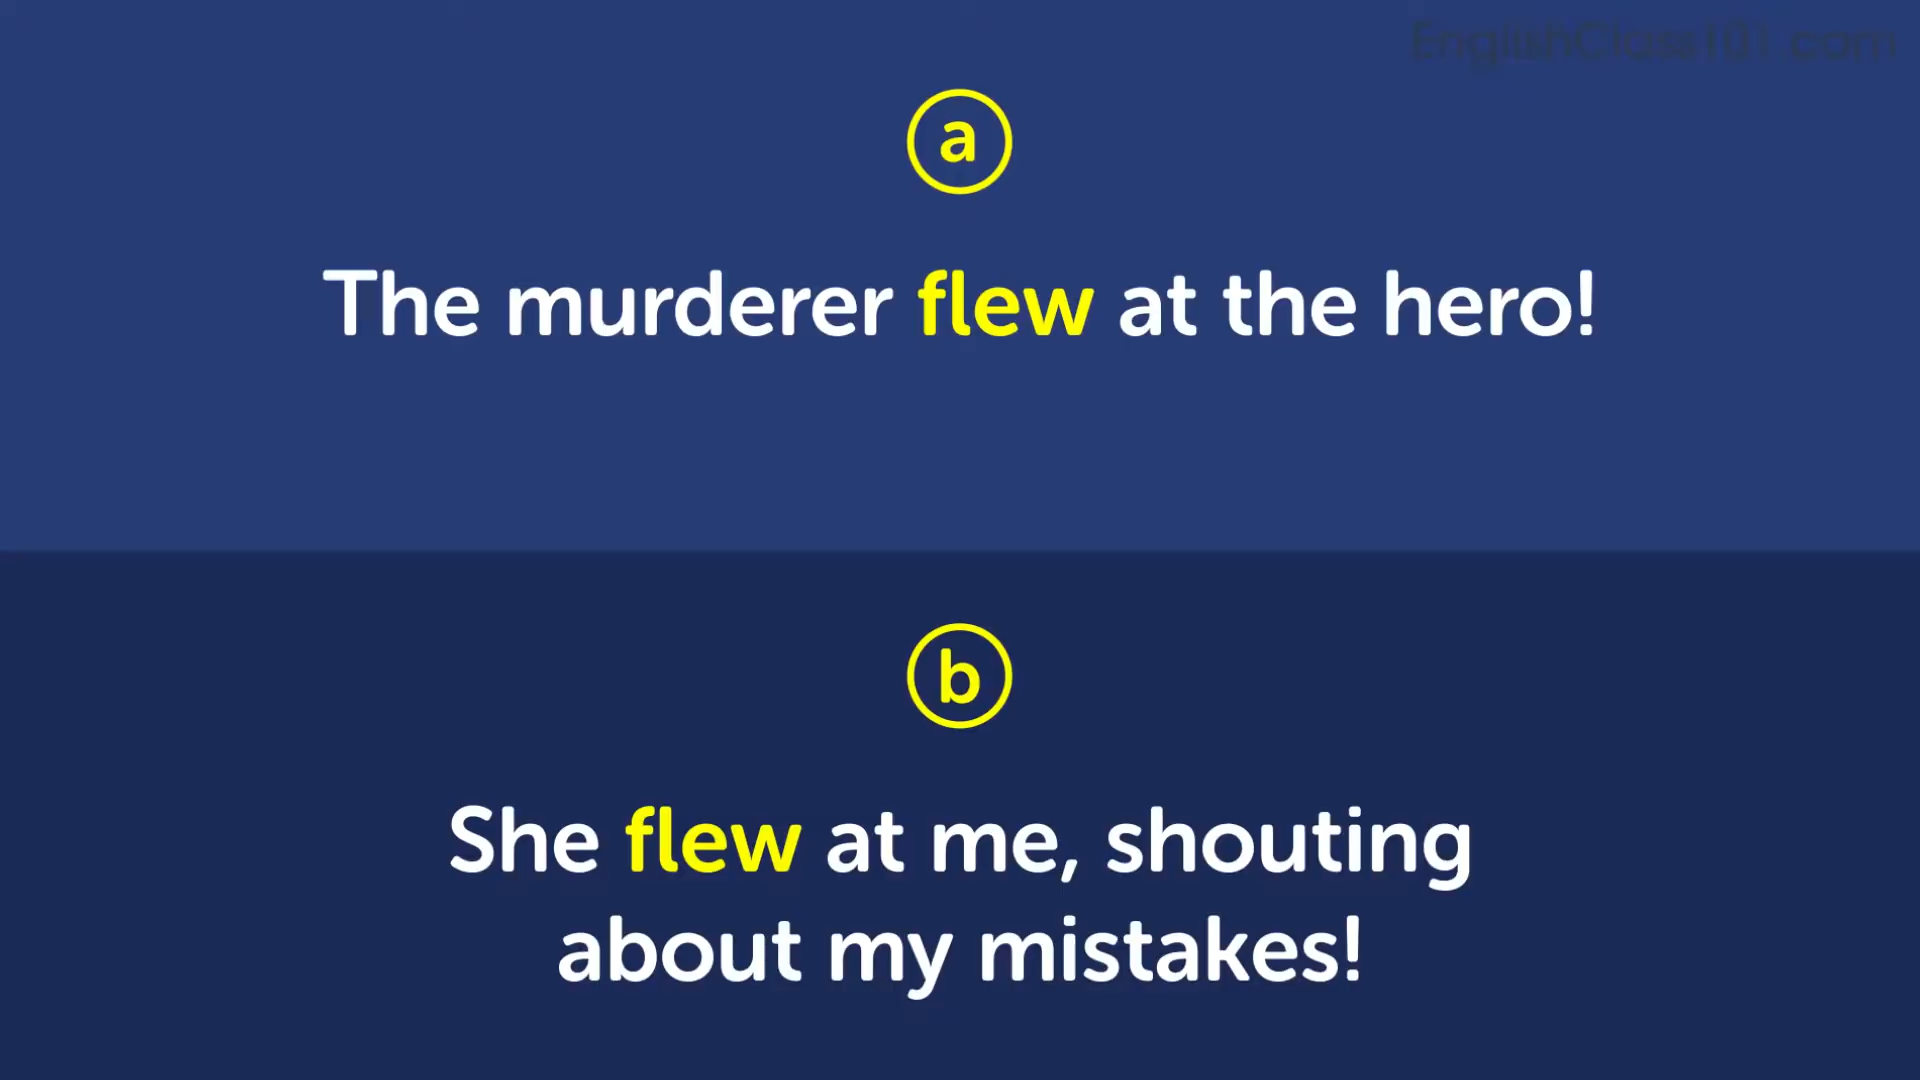 EnglishClass101.com
a
The murderer flew at the hero!
b
She flew at me, shouting
about my mistakes!